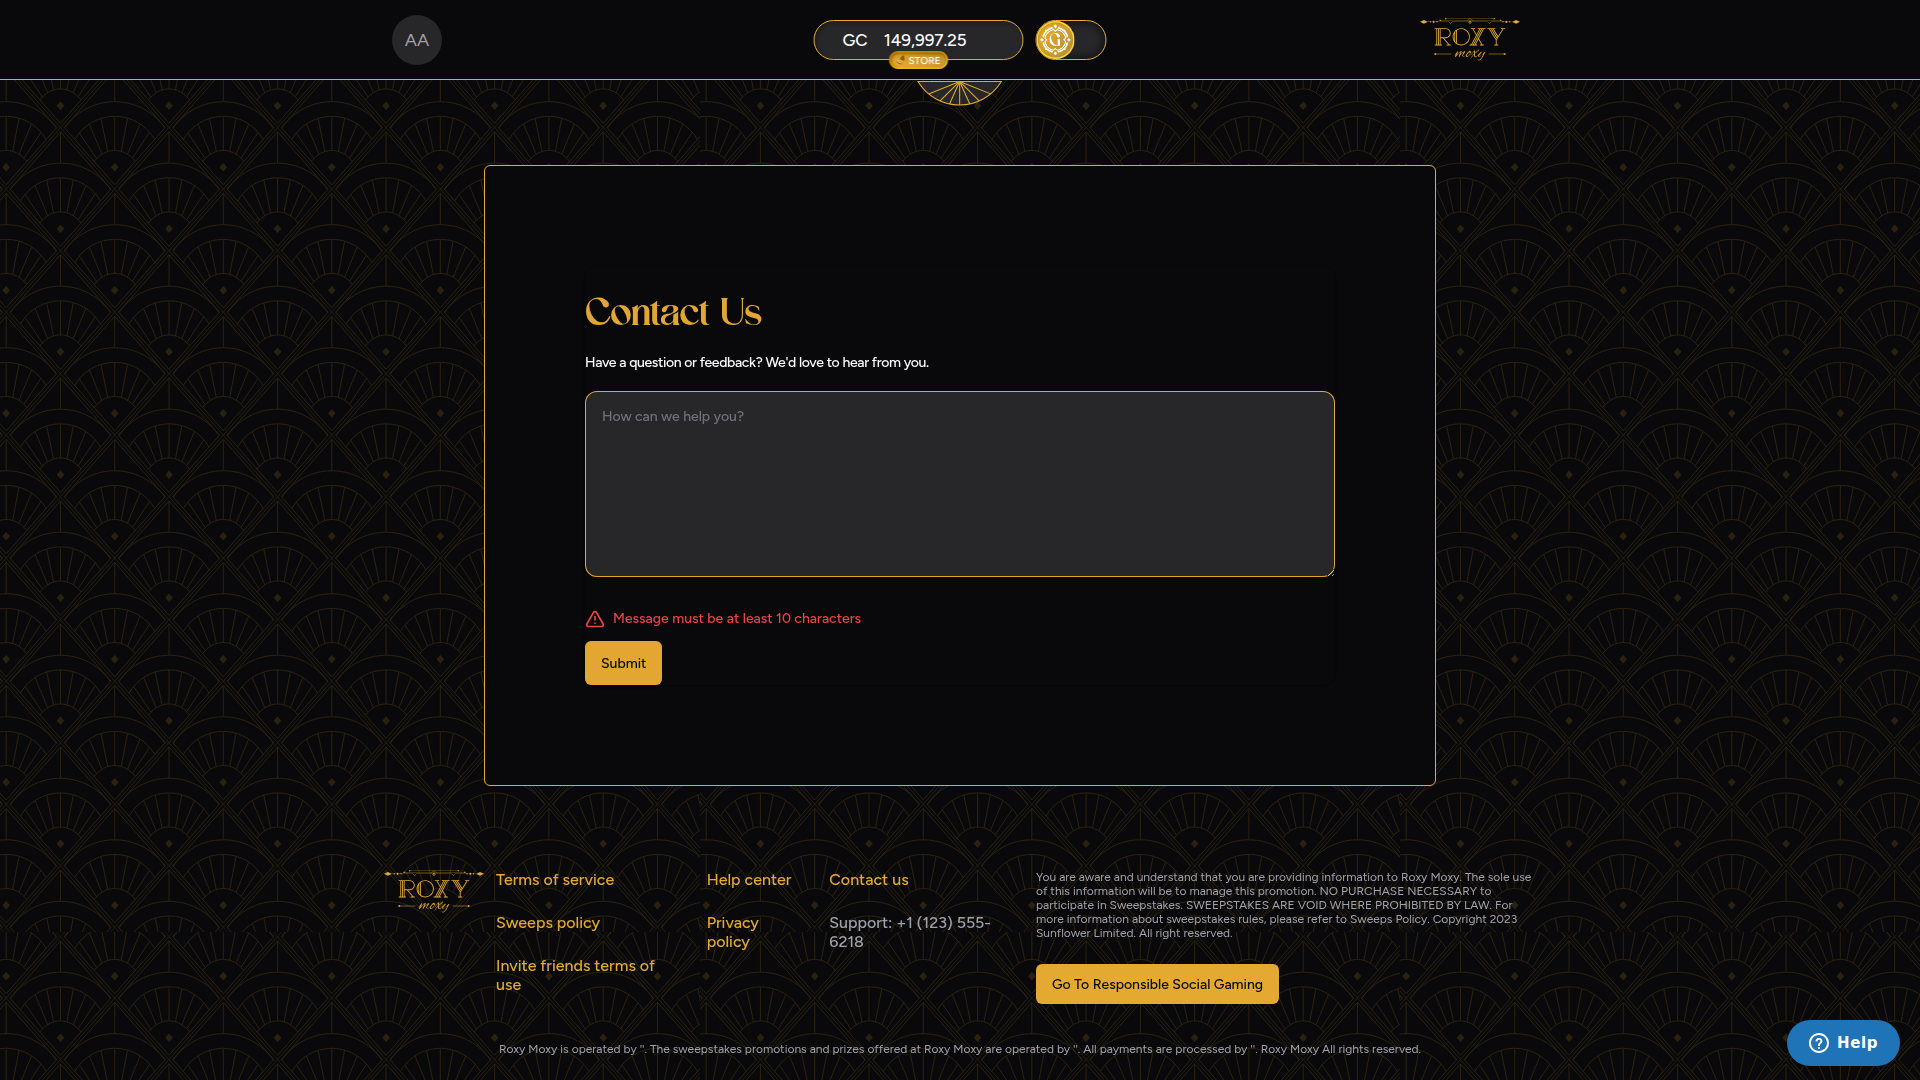 AA
GC 149,997.25
STORE
G
ROXY
moxy
Contact Us
Have a question or feedback? We'd love to hear from you.
How can we help you?
Message must be at least 10 characters
Submit
ROXY
moxy
Terms of service
Sweeps policy
Invite friends terms of
use
Help center
Privacy
policy
Contact us
Support: +1 (123) 555-
6218
You are aware and understand that you are providing information to Roxy Moxy. The sole use
of this information will be to manage this promotion. NO PURCHASE NECESSARY to
participate in Sweepstakes. SWEEPSTAKES ARE VOID WHERE PROHIBITED BY LAW. For
more information about sweepstakes rules, please refer to Sweeps Policy. Copyright 2023
Sunflower Limited. All right reserved.
Go To Responsible Social Gaming
Roxy Moxy is operated by ''. The sweepstakes promotions and prizes offered at Roxy Moxy are operated by ''. All payments are processed by ''. Roxy Moxy All rights reserved.
Help